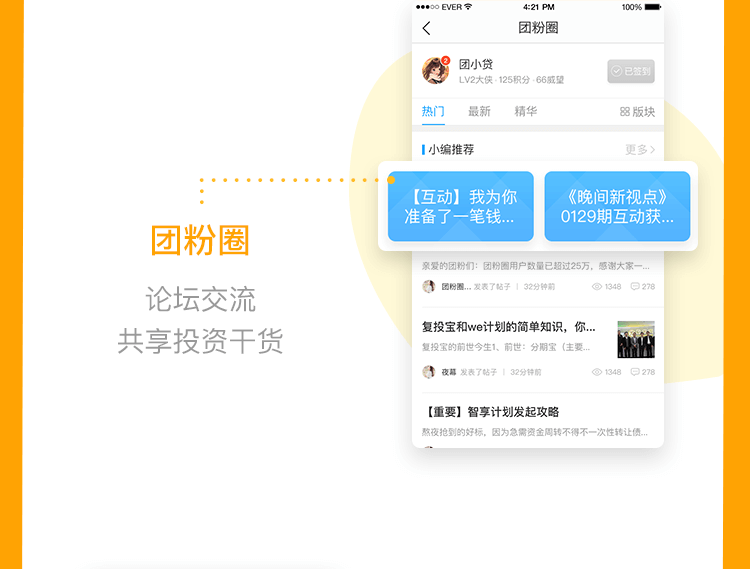 团粉圈
论坛交流
共享投资干货
EVER
4:21 PM
100%
团粉圈
2
团小贷
LV2大侠 · 125积分 · 66威望
已签到
热门
最新
精华
版块
小编推荐
更多
【互动】我为你
准备了一笔钱...
《晚间新视点》
0129期互动获...
亲爱的团粉们：团粉圈用户数量已超过25万，感谢大家一...
团粉圈... 发表了帖子 | 32分钟前
1348
278
复投宝和we计划的简单知识，你...
复投宝的前世今生1、前世：分期宝（主要...
夜幕 发表了帖子 | 32分钟前
1348
278
【重要】智享计划发起攻略
熬夜抢到的好标，因为急需资金周转不得不一次性转让债...